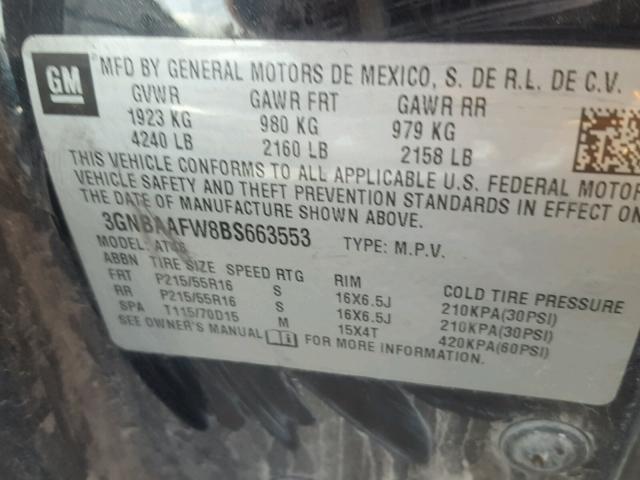 GM
MFD BY GENERAL MOTORS DE MEXICO, S. DE R.L. DE C.V.
GVWR GAWR FRT GAWR RR
1923 KG 980 KG 979 KG
4240 LB 2160 LB 2158 LB
THIS VEHICLE CONFORMS TO ALL APPLICABLE U.S. FEDERAL MOTOR
VEHICLE SAFETY AND THEFT PREVENTION STANDARDS IN EFFECT ON
THE DATE OF MANUFACTURE SHOWN ABOVE.
3GNBAAFW8BS663553 TYPE: M.P.V.
MODEL: AT46
ABBN TIRE SIZE SPEED RTG RIM COLD TIRE PRESSURE
FRT P215/55R16 S 16X6.5J 210KPA(30PSI)
RR P215/55R16 S 16X6.5J 210KPA(30PSI)
SPA T115/70D15 M 15X4T 420KPA(60PSI)
SEE OWNER'S MANUAL FOR MORE INFORMATION.